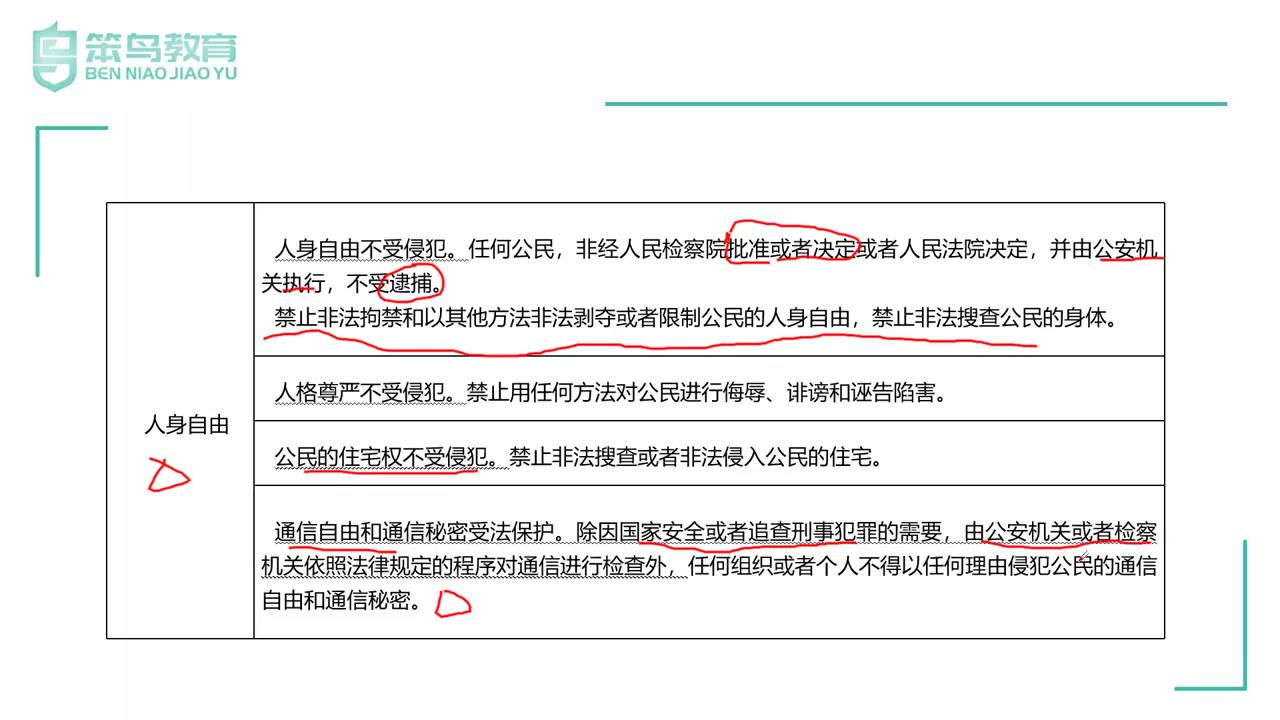 笨鸟教育
BEN NIAO JIAO YU
人身自由不受侵犯。任何公民，非经人民检察院批准或者决定或者人民法院决定，并由公安机
关执行，不受逮捕。
禁止非法拘禁和以其他方法非法剥夺或者限制公民的人身自由，禁止非法搜查公民的身体。
人格尊严不受侵犯。禁止用任何方法对公民进行侮辱、诽谤和诬告陷害。
人身自由
公民的住宅权不受侵犯。禁止非法搜查或者非法侵入公民的住宅。
通信自由和通信秘密受法保护。除因国家安全或者追查刑事犯罪的需要，由公安机关或者检察
机关依照法律规定的程序对通信进行检查外，任何组织或者个人不得以任何理由侵犯公民的通信
自由和通信秘密。